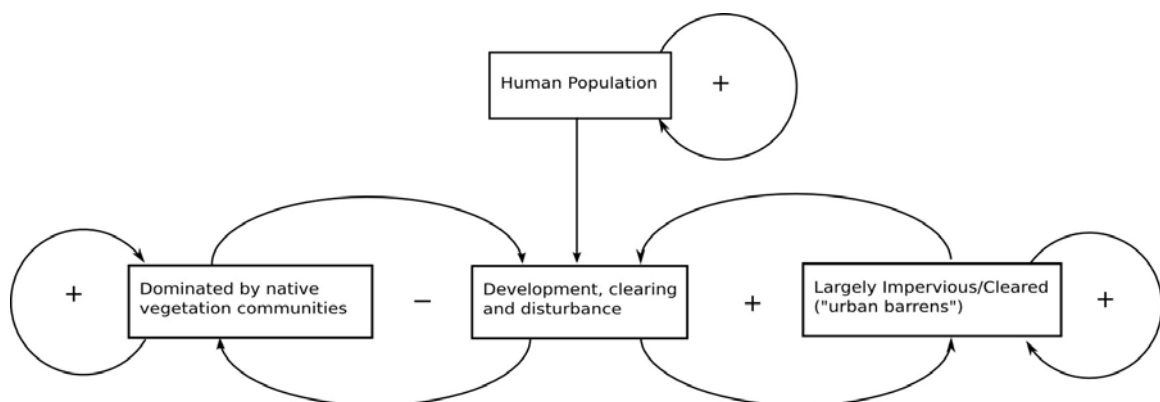 Human Population
+
+
Dominated by native
vegetation communities
−
Development, clearing
and disturbance
+
Largely Impervious/Cleared
("urban barrens")
+